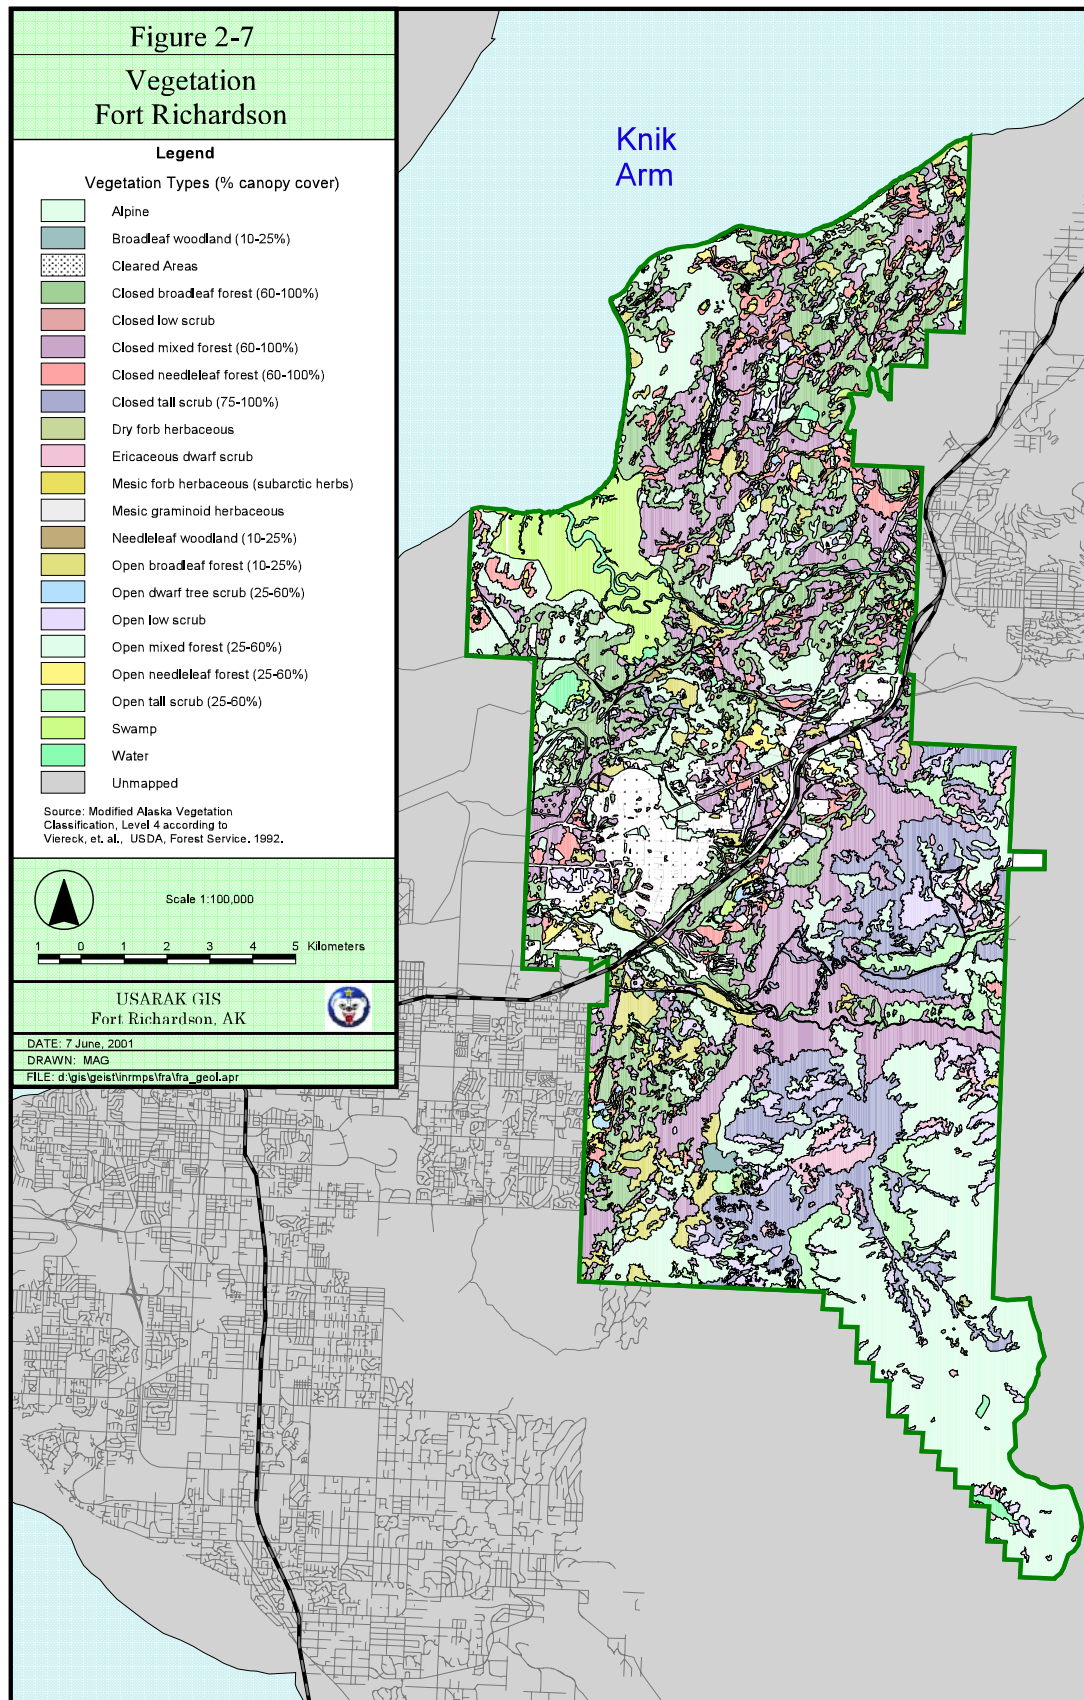 Figure 2-7
Vegetation
Fort Richardson
Legend
Vegetation Types (% canopy cover)
Alpine
Broadleaf woodland (10-25%)
Cleared Areas
Closed broadleaf forest (60-100%)
Closed low scrub
Closed mixed forest (60-100%)
Closed needleleaf forest (60-100%)
Closed tall scrub (75-100%)
Dry forb herbaceous
Ericaceous dwarf scrub
Mesic forb herbaceous (subarctic herbs)
Mesic graminoid herbaceous
Needleleaf woodland (10-25%)
Open broadleaf forest (10-25%)
Open dwarf tree scrub (25-60%)
Open low scrub
Open mixed forest (25-60%)
Open needleleaf forest (25-60%)
Open tall scrub (25-60%)
Swamp
Water
Unmapped
Source: Modified Alaska Vegetation
Classification, Level 4 according to
Viereck, et. al., USDA, Forest Service, 1992.
Scale 1:100,000
1 0 1 2 3 4 5 Kilometers
USARAK GIS
Fort Richardson, AK
DATE: 7 June, 2001
DRAWN: MAG
FILE: d:\gis\geist\inrmps\fra\fra_geol.apr
Knik
Arm